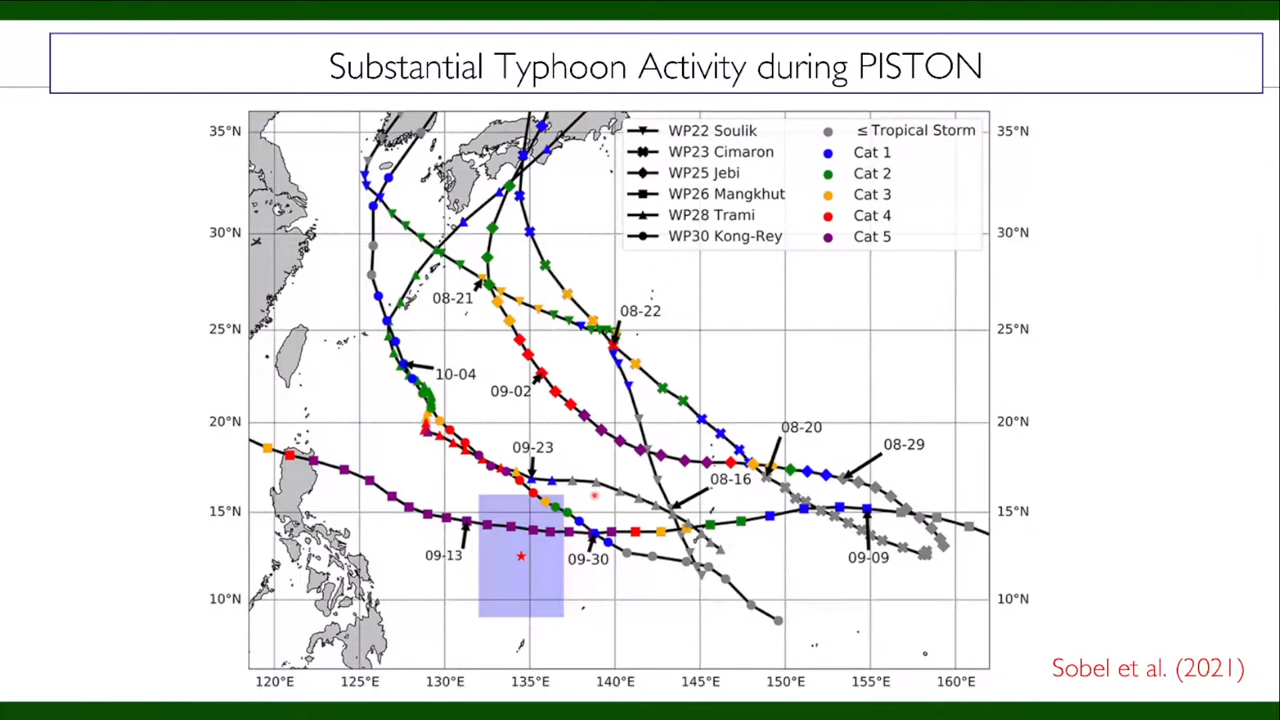 Substantial Typhoon Activity during PISTON
35°N
30°N
25°N
20°N
15°N
10°N
WP22 Soulik
WP23 Cimaron
WP25 Jebi
WP26 Mangkhut
WP28 Trami
WP30 Kong-Rey
≤Tropical Storm
Cat 1
Cat 2
Cat 3
Cat 4
Cat 5
35°N
30°N
25°N
20°N
15°N
10°N
08-21
08-22
10-04
09-02
08-20
08-29
09-23
08-16
09-13
09-30
09-09
120°E
125°E
130°E
135°E
140°E
145°E
150°E
155°E
160°E
Sobel et al. (2021)